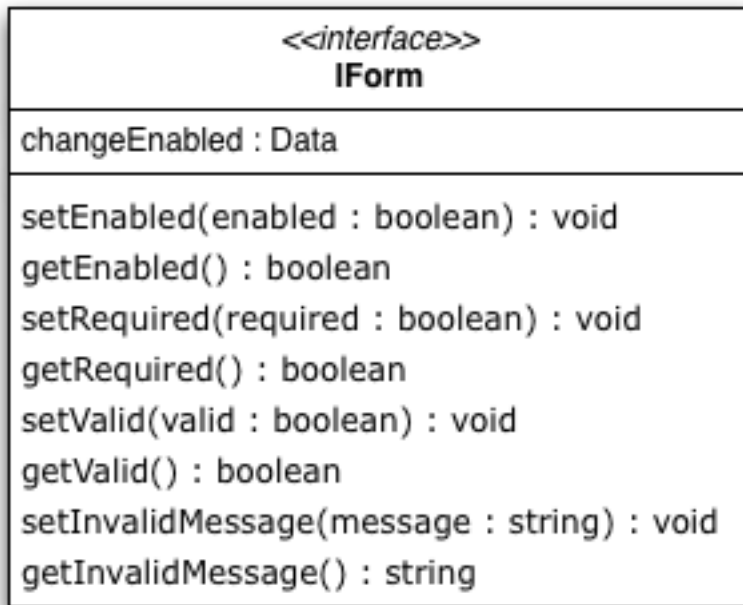 <<interface>>
IForm
changeEnabled : Data
setEnabled(enabled : boolean) : void
getEnabled() : boolean
setRequired(required : boolean) : void
getRequired() : boolean
setValid(valid : boolean) : void
getValid() : boolean
setInvalidMessage(message : string) : void
getInvalidMessage() : string